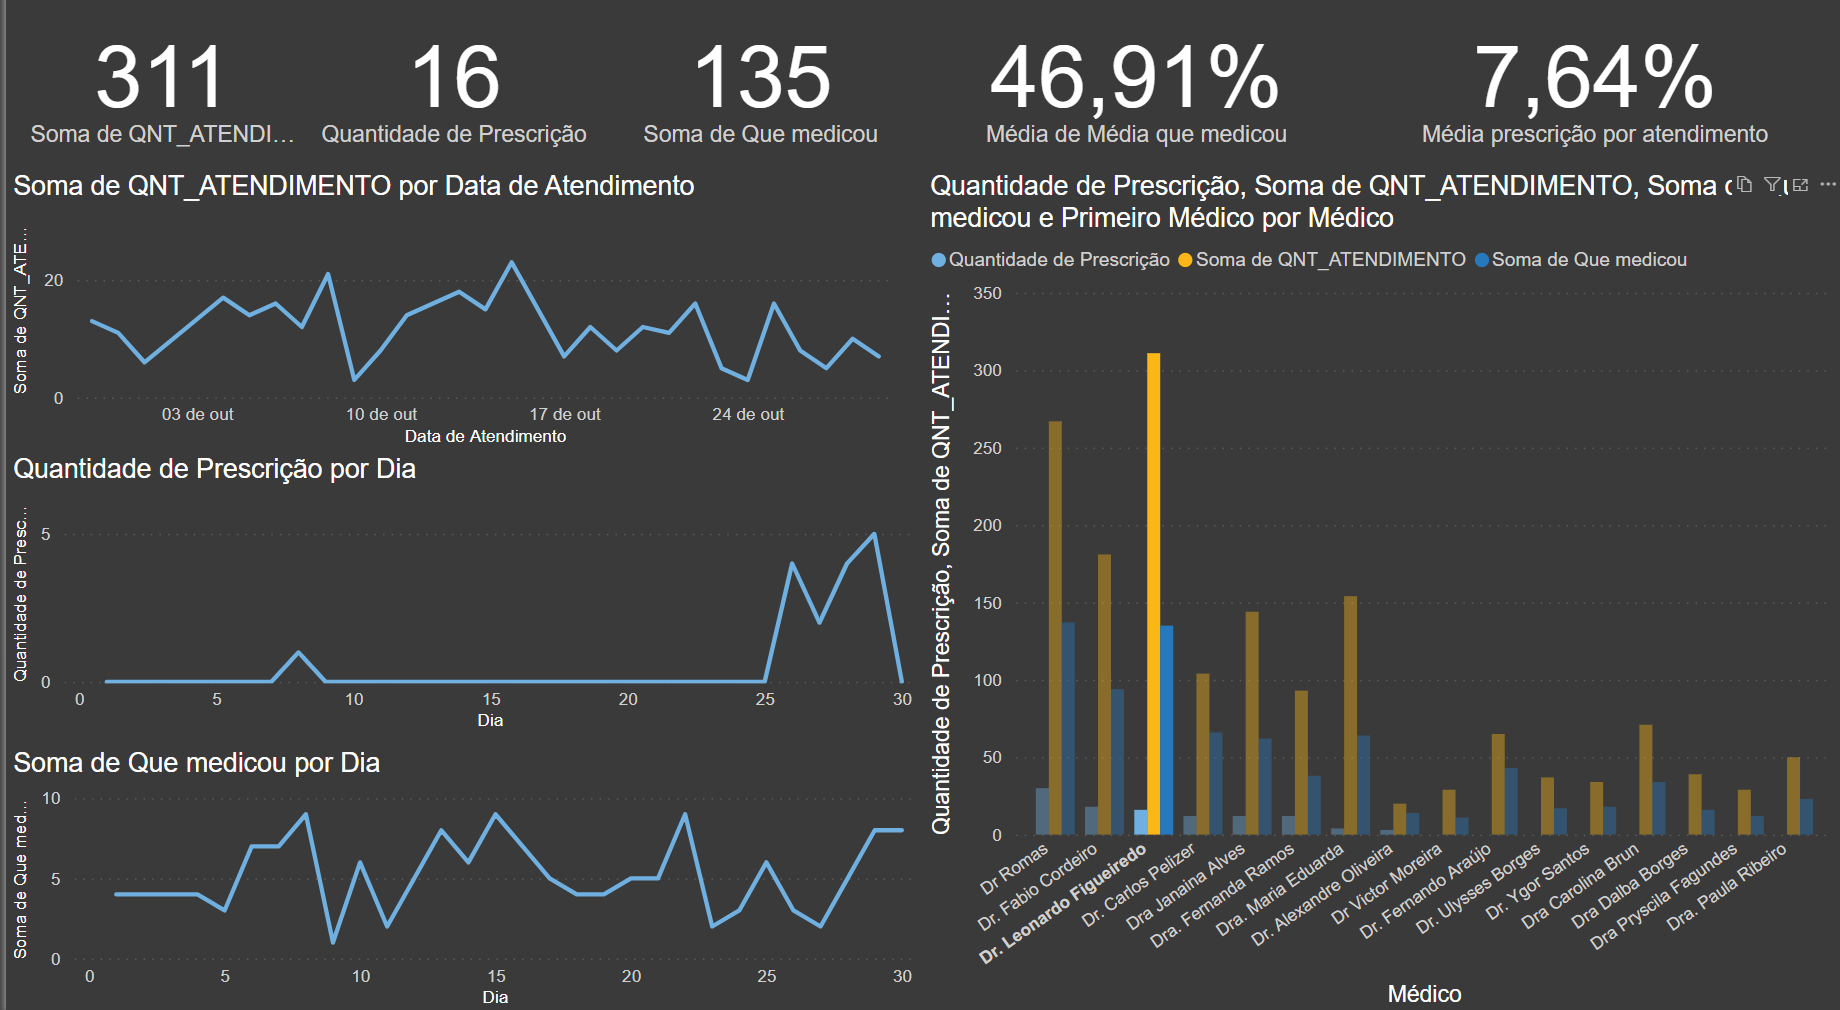 311
Soma de QNT_ATENDI...
16
Quantidade de Prescrição
135
Soma de Que medicou
46,91%
Média de Média que medicou
7,64%
Média prescrição por atendimento
Soma de QNT_ATENDIMENTO por Data de Atendimento
Soma de QNT_ATE...
20
0
03 de out
10 de out
17 de out
24 de out
Data de Atendimento
Quantidade de Prescrição por Dia
Quantidade de Presc...
5
0
0
5
10
15
20
25
30
Dia
Soma de Que medicou por Dia
Soma de Que med...
10
5
0
0
5
10
15
20
25
30
Dia
Quantidade de Prescrição, Soma de QNT_ATENDIMENTO, Soma
medicou e Primeiro Médico por Médico
Quantidade de Prescrição
Soma de QNT_ATENDIMENTO
Soma de Que medicou
Quantidade de Prescrição, Soma de QNT_ATENDI...
350
300
250
200
150
100
50
0
Dr Romas
Dr. Fabio Cordeiro
Dr. Leonardo Figueiredo
Dr. Carlos Pelizer
Dra Janaina Alves
Dra. Fernanda Ramos
Dra. Maria Eduarda
Dr. Alexandre Oliveira
Dr Victor Moreira
Dr. Fernando Araújo
Dr. Ulysses Borges
Dr. Ygor Santos
Dra Carolina Brun
Dra Dalba Borges
Dra Pryscila Fagundes
Dra. Paula Ribeiro
Médico